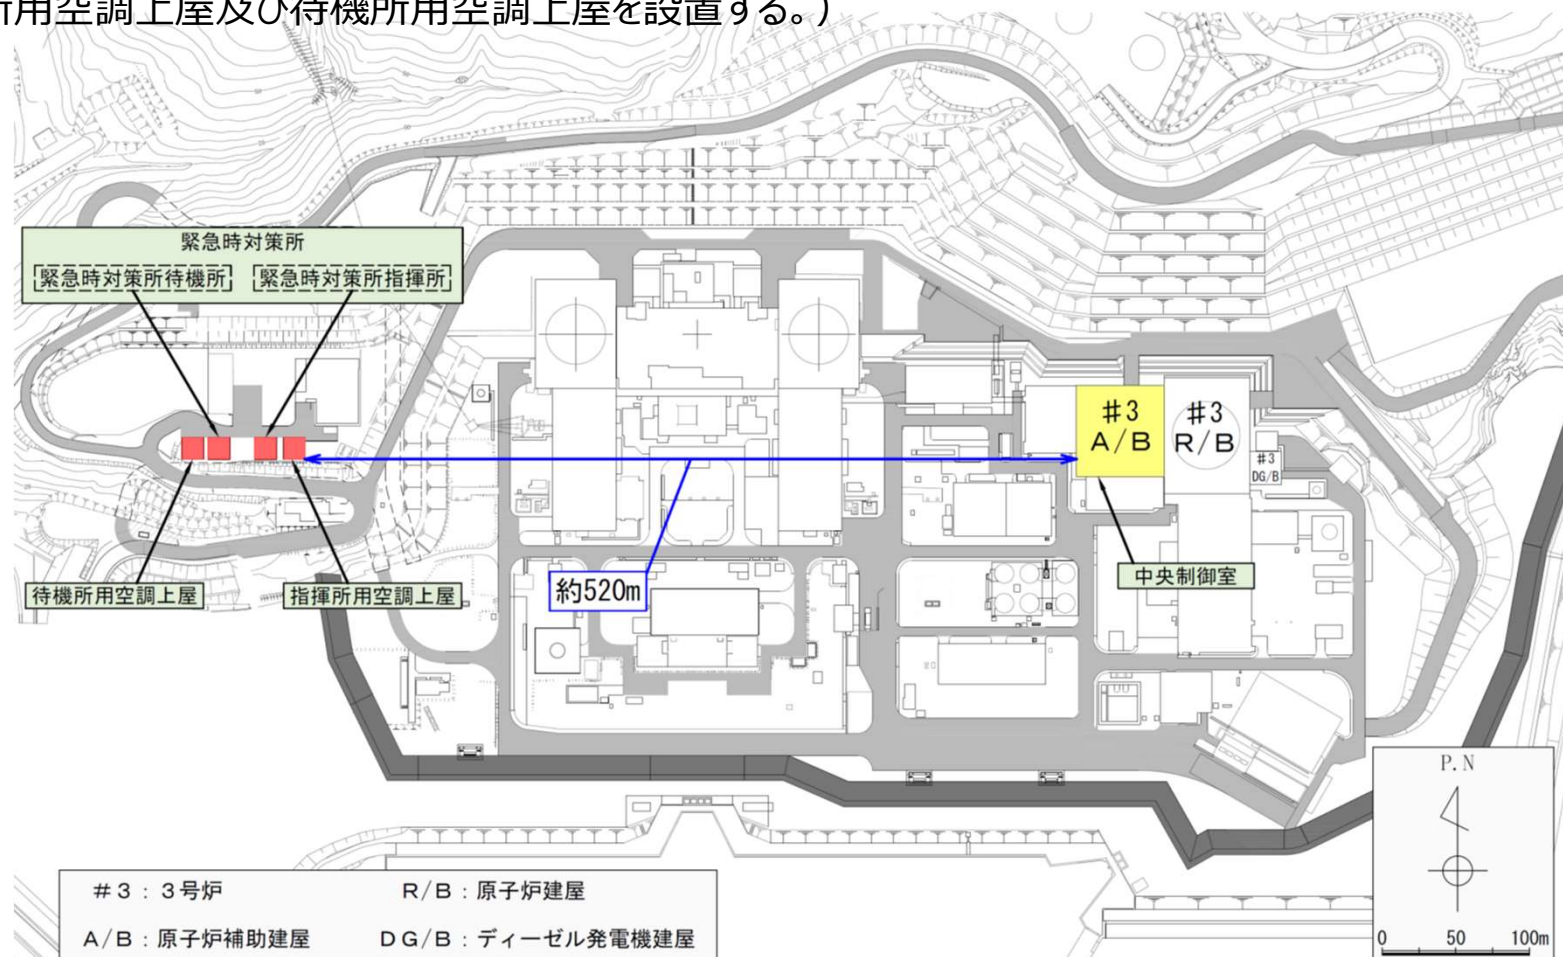 所用空調上屋及び待機所用空調上屋を設置する。）
緊急時対策所
緊急時対策所待機所 緊急時対策所指揮所
＃3
A/B
＃3
R/B
＃3
DG/B
約520m
中央制御室
待機所用空調上屋
指揮所用空調上屋
P.N
0 50 100m
＃3：3号炉
R/B：原子炉建屋
A/B：原子炉補助建屋
DG/B：ディーゼル発電機建屋